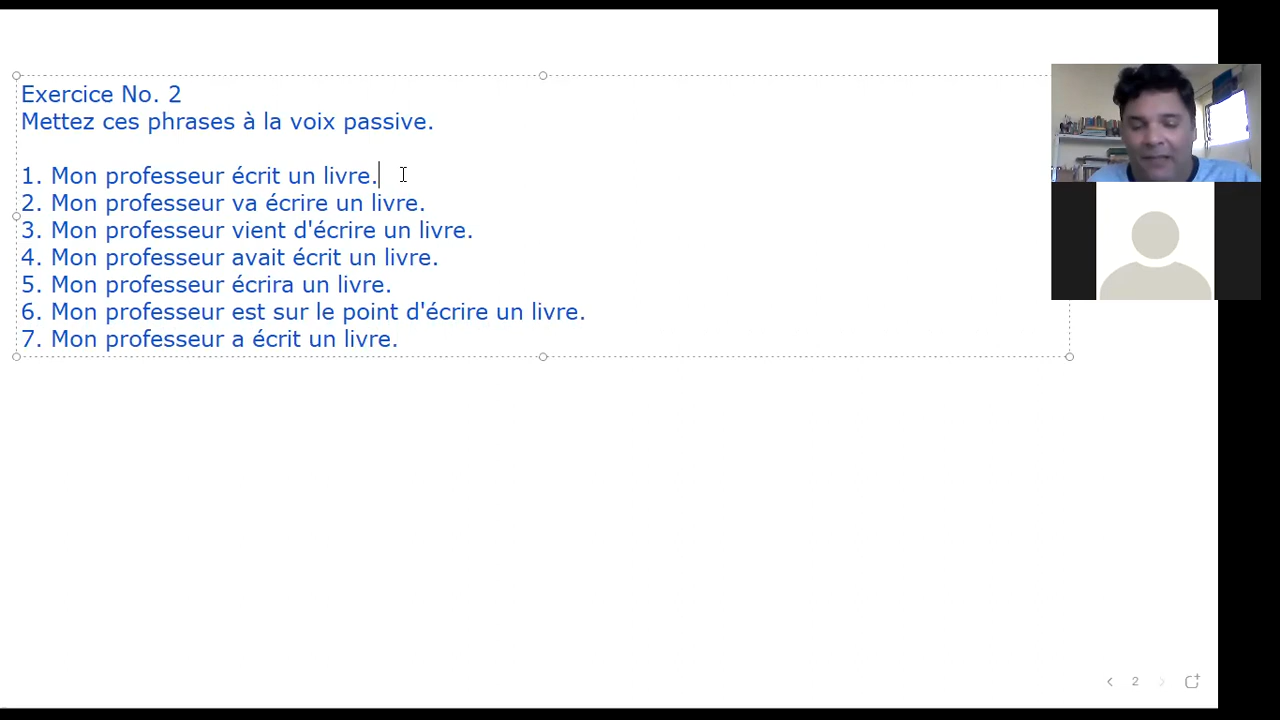 Exercice No. 2
Mettez ces phrases à la voix passive.
1. Mon professeur écrit un livre.
2. Mon professeur va écrire un livre.
3. Mon professeur vient d'écrire un livre.
4. Mon professeur avait écrit un livre.
5. Mon professeur écrira un livre.
6. Mon professeur est sur le point d'écrire un livre.
7. Mon professeur a écrit un livre.
2